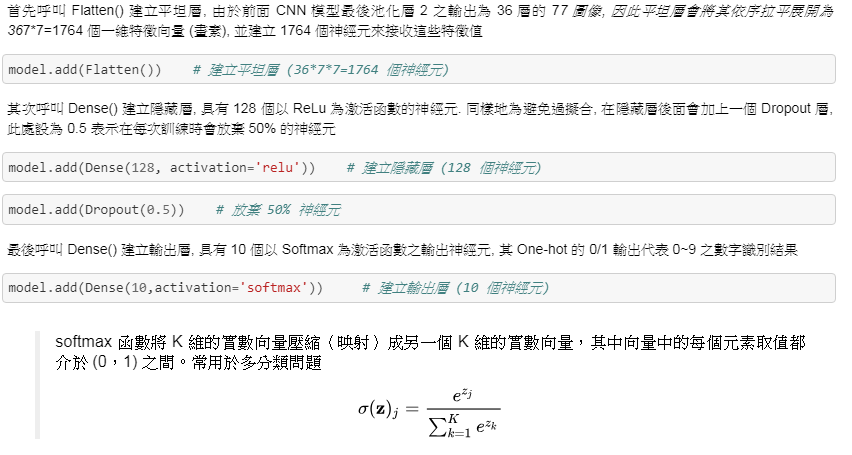 首先呼叫 Flatten() 建立平坦層, 由於前面 CNN 模型最後池化層 2 之輸出為 36 層的 77 圖像, 因此平坦層會將其依序拉平展開為
367*7=1764 個一維特徵向量 (畫素), 並建立 1764 個神經元來接收這些特徵值
model.add(Flatten())    # 建立平坦層 (36*7*7=1764 個神經元)
其次呼叫 Dense() 建立隱藏層, 具有 128 個以 ReLu 為激活函數的神經元. 同樣地為避免過擬合, 在隱藏層後面會加上一個 Dropout 層,
此處設為 0.5 表示在每次訓練時會放棄 50% 的神經元
model.add(Dense(128, activation='relu'))    # 建立隱藏層 (128 個神經元)
model.add(Dropout(0.5))    # 放棄 50% 神經元
最後呼叫 Dense() 建立輸出層, 具有 10 個以 Softmax 為激活函數之輸出神經元, 其 One-hot 的 0/1 輸出代表 0~9 之數字識別結果
model.add(Dense(10,activation='softmax'))     # 建立輸出層 (10 個神經元)
softmax 函數將 K 維的實數向量壓縮（映射）成另一個 K 維的實數向量，其中向量中的每個元素取值都
介於 (0，1) 之間。常用於多分類問題
σ(𝐳)_j = e^{z_j} / ∑_{k=1}^{K} e^{z_k}